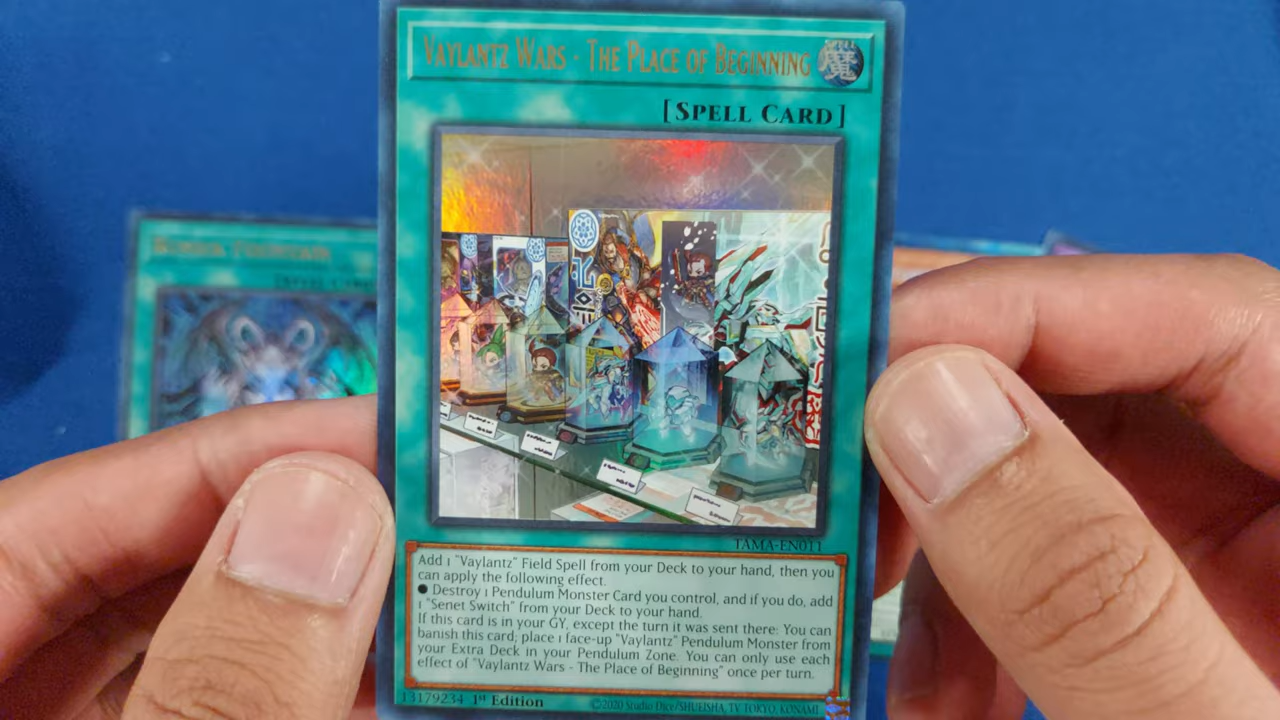 VAYLANTZ WARS - THE PLACE OF BEGINNING
SPELL
魔
[SPELL CARD]
TAMA-EN011
Add 1 "Vaylantz" Field Spell from your Deck to your hand, then you
can apply the following effect.
● Destroy 1 Pendulum Monster Card you control, and if you do, add
1 "Senet Switch" from your Deck to your hand.
If this card is in your GY, except the turn it was sent there: You can
banish this card; place 1 face-up "Vaylantz" Pendulum Monster from
your Extra Deck in your Pendulum Zone. You can only use each
effect of "Vaylantz Wars - The Place of Beginning" once per turn.
13179234 1st Edition ©2020 Studio Dice/SHUEISHA, TV TOKYO, KONAMI